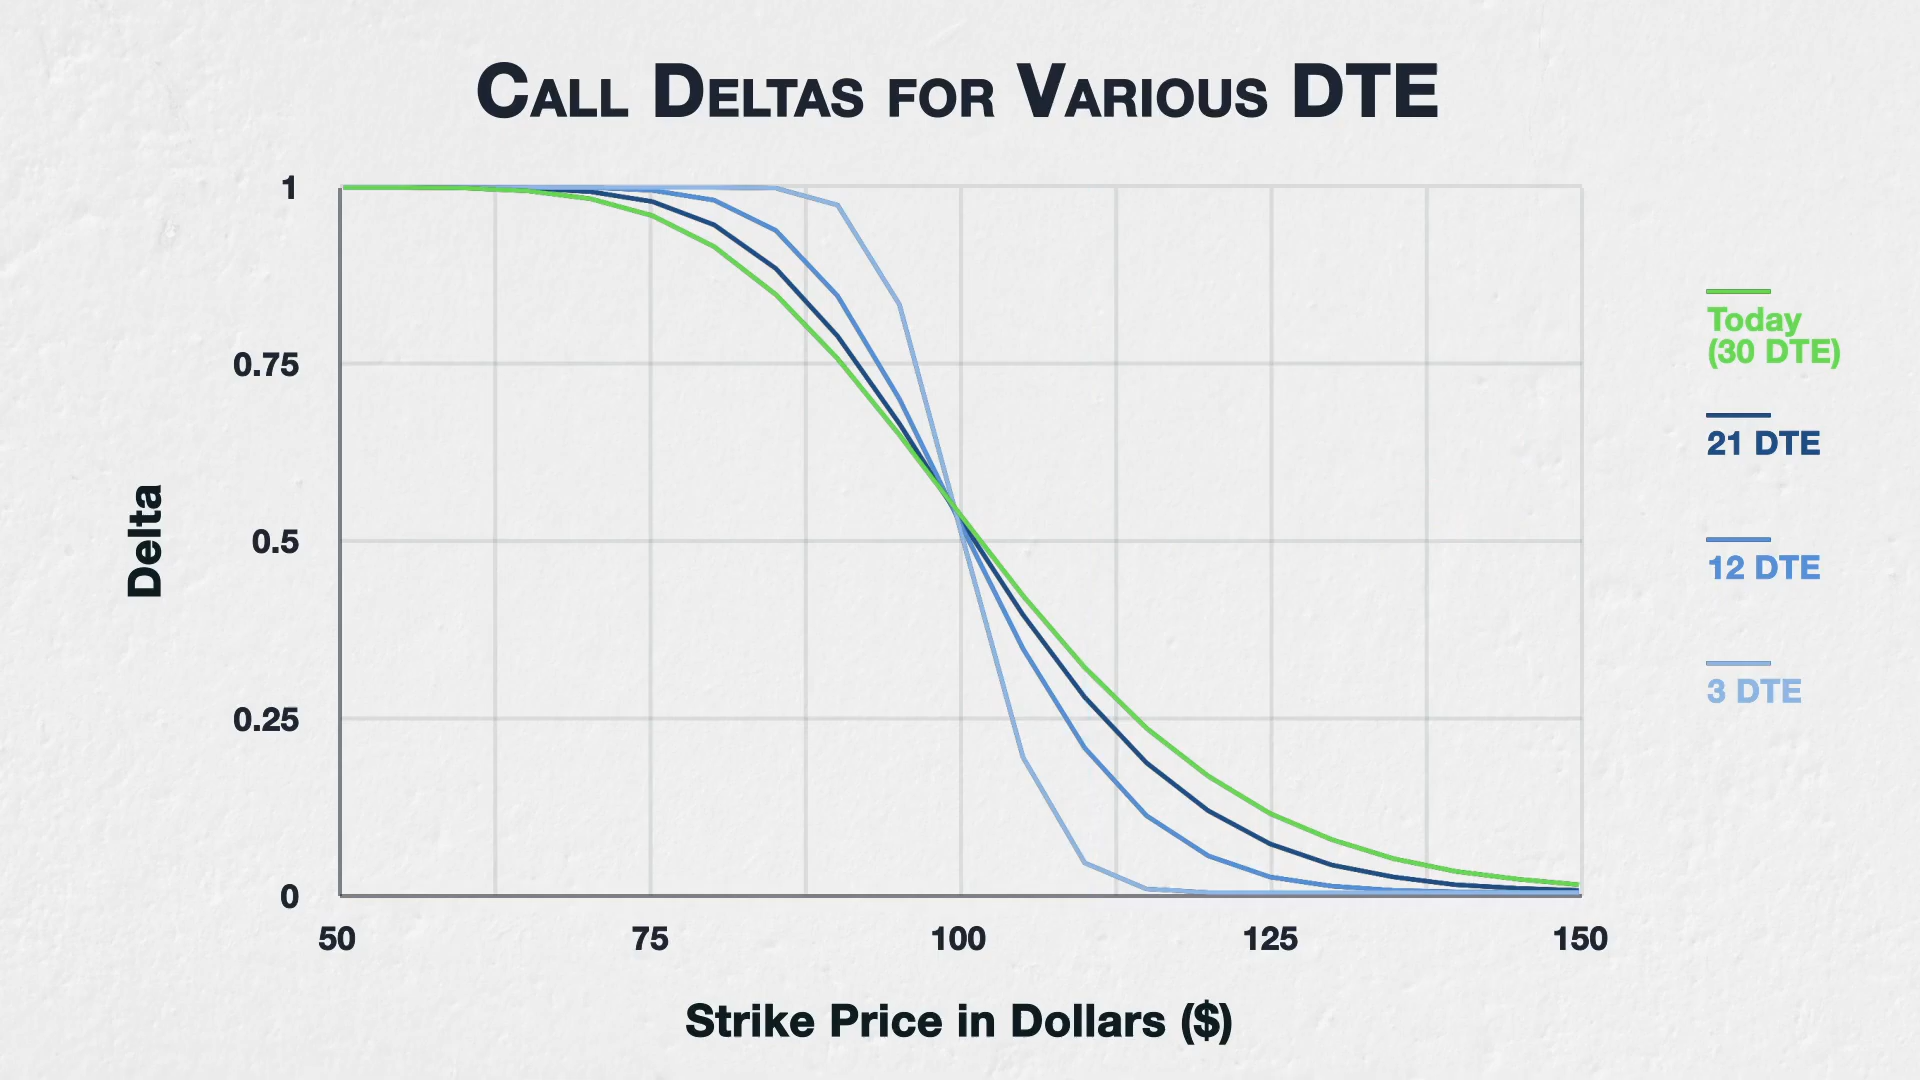 Call Deltas for Various DTE
1
0.75
0.5
0.25
0
Delta
50 75 100 125 150
Strike Price in Dollars ($)
Today
(30 DTE)
21 DTE
12 DTE
3 DTE